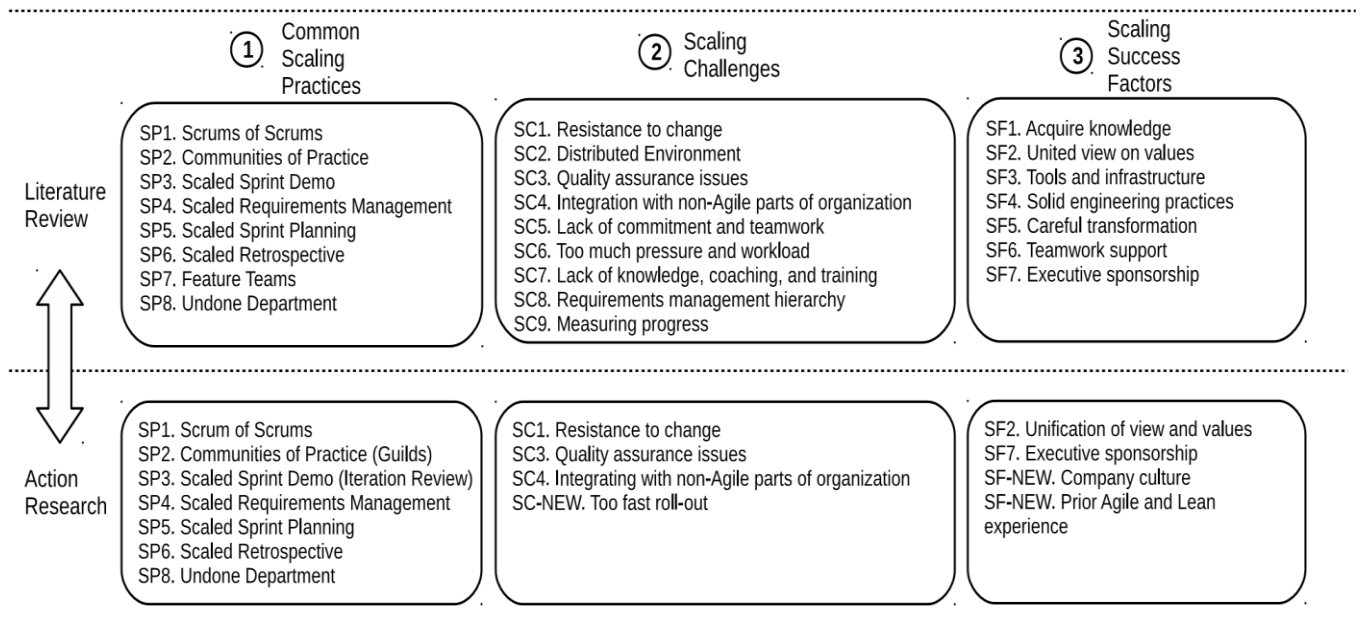 1
Common
Scaling
Practices
2
Scaling
Challenges
3
Scaling
Success
Factors
Literature
Review
SP1. Scrums of Scrums
SP2. Communities of Practice
SP3. Scaled Sprint Demo
SP4. Scaled Requirements Management
SP5. Scaled Sprint Planning
SP6. Scaled Retrospective
SP7. Feature Teams
SP8. Undone Department
SC1. Resistance to change
SC2. Distributed Environment
SC3. Quality assurance issues
SC4. Integration with non-Agile parts of organization
SC5. Lack of commitment and teamwork
SC6. Too much pressure and workload
SC7. Lack of knowledge, coaching, and training
SC8. Requirements management hierarchy
SC9. Measuring progress
SF1. Acquire knowledge
SF2. United view on values
SF3. Tools and infrastructure
SF4. Solid engineering practices
SF5. Careful transformation
SF6. Teamwork support
SF7. Executive sponsorship
Action
Research
SP1. Scrum of Scrums
SP2. Communities of Practice (Guilds)
SP3. Scaled Sprint Demo (Iteration Review)
SP4. Scaled Requirements Management
SP5. Scaled Sprint Planning
SP6. Scaled Retrospective
SP8. Undone Department
SC1. Resistance to change
SC3. Quality assurance issues
SC4. Integrating with non-Agile parts of organization
SC-NEW. Too fast roll-out
SF2. Unification of view and values
SF7. Executive sponsorship
SF-NEW. Company culture
SF-NEW. Prior Agile and Lean
experience